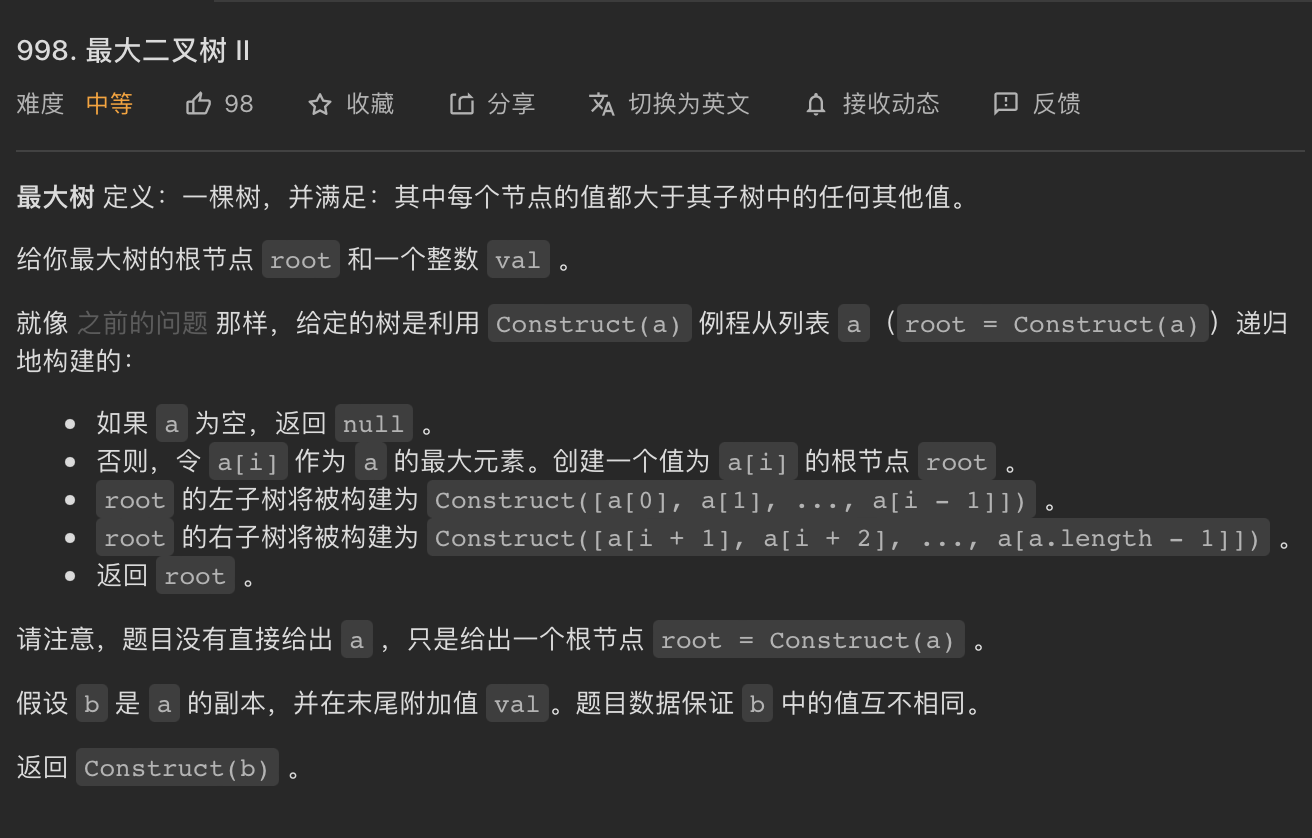 998. 最大二叉树 II
难度 中等 98 收藏 分享 切换为英文 接收动态 反馈
最大树 定义：一棵树，并满足：其中每个节点的值都大于其子树中的任何其他值。
给你最大树的根节点 root 和一个整数 val 。
就像 之前的问题 那样，给定的树是利用 Construct(a) 例程从列表 a（root = Construct(a)）递归
地构建的：
• 如果 a 为空，返回 null 。
• 否则，令 a[i] 作为 a 的最大元素。创建一个值为 a[i] 的根节点 root 。
• root 的左子树将被构建为 Construct([a[0], a[1], ..., a[i - 1]]) 。
• root 的右子树将被构建为 Construct([a[i + 1], a[i + 2], ..., a[a.length - 1]]) 。
• 返回 root 。
请注意，题目没有直接给出 a ，只是给出一个根节点 root = Construct(a) 。
假设 b 是 a 的副本，并在末尾附加值 val。题目数据保证 b 中的值互不相同。
返回 Construct(b) 。